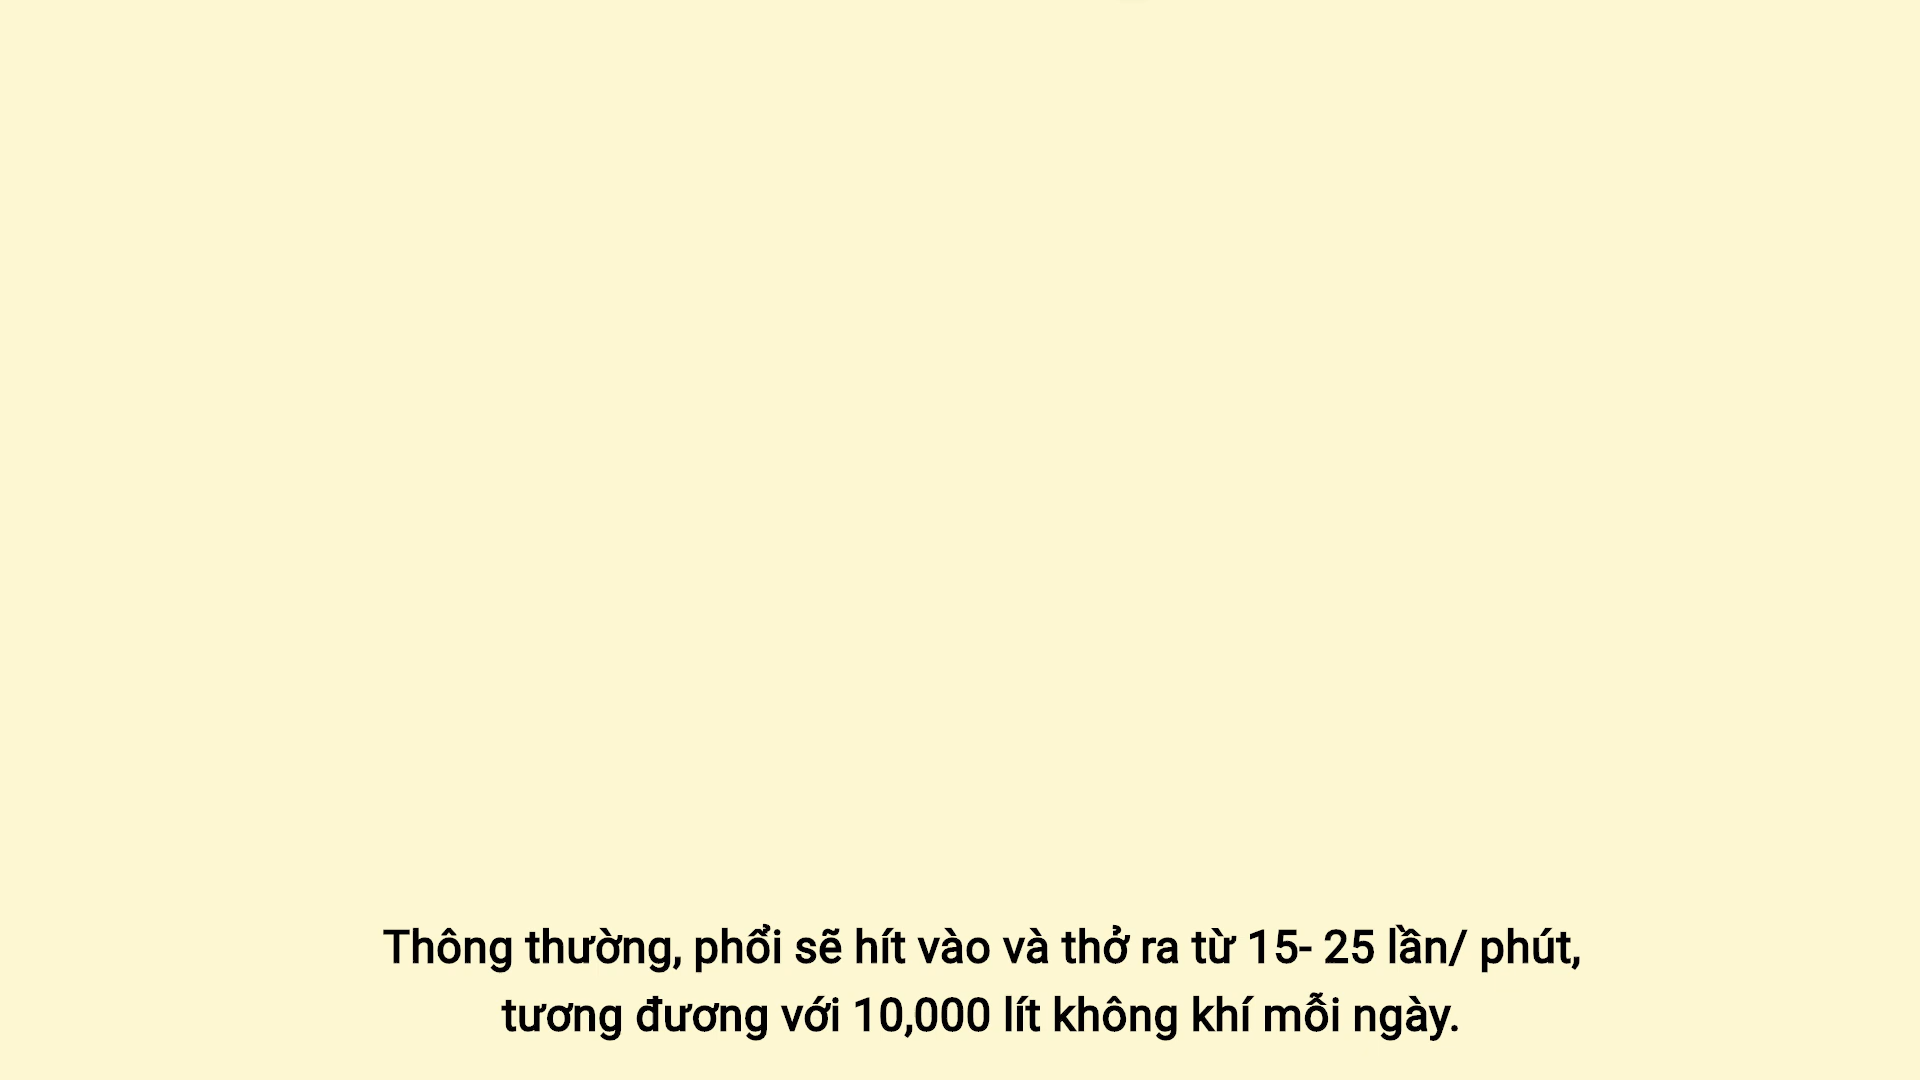 Thông thường, phổi sẽ hít vào và thở ra từ 15- 25 lần/ phút,
tương đương với 10,000 lít không khí mỗi ngày.